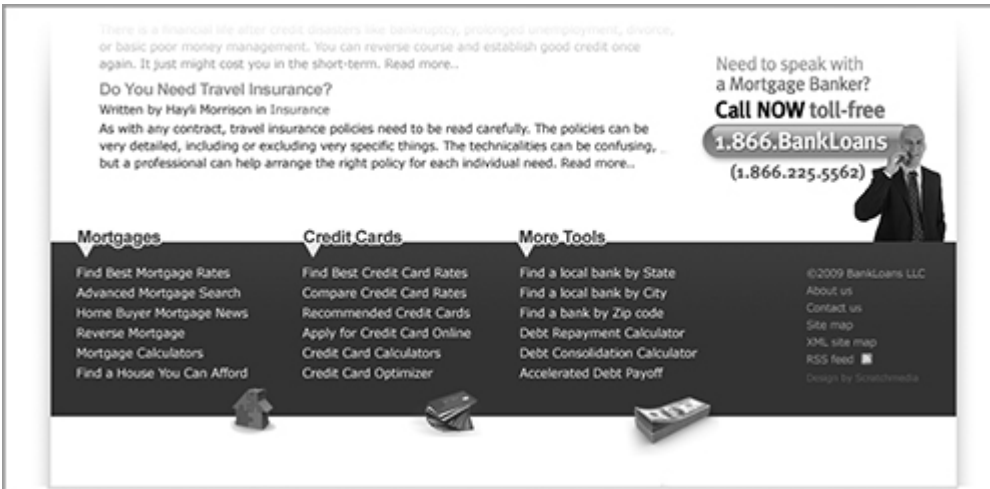 There is a financial life after credit disasters like bankruptcy, prolonged unemployment, divorce,
or basic poor money management. You can reverse course and establish good credit once
again. It just might cost you in the short-term. Read more..
Do You Need Travel Insurance?
Written by Hayli Morrison in Insurance
As with any contract, travel insurance policies need to be read carefully. The policies can be
very detailed, including or excluding very specific things. The technicalities can be confusing,
but a professional can help arrange the right policy for each individual need. Read more..
Need to speak with
a Mortgage Banker?
Call NOW toll-free
1.866.BankLoans
(1.866.225.5562)
Mortgages
Find Best Mortgage Rates
Advanced Mortgage Search
Home Buyer Mortgage News
Reverse Mortgage
Mortgage Calculators
Find a House You Can Afford
Credit Cards
Find Best Credit Card Rates
Compare Credit Card Rates
Recommended Credit Cards
Apply for Credit Card Online
Credit Card Calculators
Credit Card Optimizer
More Tools
Find a local bank by State
Find a local bank by City
Find a bank by Zip code
Debt Repayment Calculator
Debt Consolidation Calculator
Accelerated Debt Payoff
©2009 BankLoans LLC
About us
Contact us
Site map
XML site map
RSS feed
Design by Scratchmedia